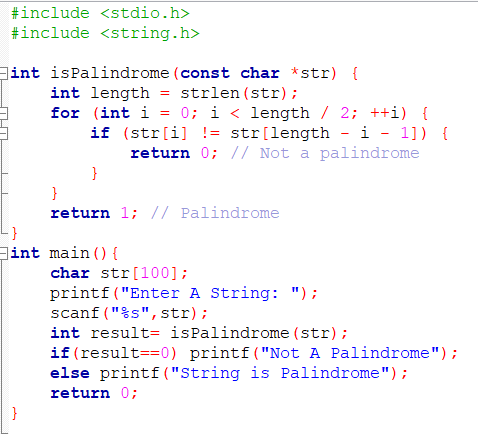 #include <stdio.h>
#include <string.h>

int isPalindrome(const char *str) {
    int length = strlen(str);
    for (int i = 0; i < length / 2; ++i) {
        if (str[i] != str[length - i - 1]) {
            return 0; // Not a palindrome
        }
    }
    return 1; // Palindrome
}
int main(){
    char str[100];
    printf("Enter A String: ");
    scanf("%s",str);
    int result= isPalindrome(str);
    if(result==0) printf("Not A Palindrome");
    else printf("String is Palindrome");
    return 0;
}